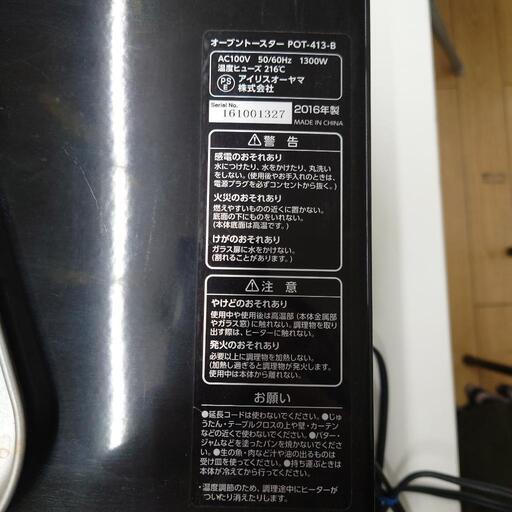 オーブントースター POT-413-B
AC100V 50/60Hz 1300W
温度ヒューズ 216℃
PS
E
アイリスオーヤマ
株式会社
Serial No.
161001327
2016年製
MADE IN CHINA
警告
感電のおそれあり
水につけたり、水をかけたり、丸洗い
をしない。(使用後やお手入れのときは、
電源プラグを必ずコンセントから抜く。)
火災のおそれあり
燃えやすいものの近くに置かない。
底面の下にものをいれない。
(本体底面は高温です。)
けがのおそれあり
ガラス扉に水をかけない。
(割れることがあります。)
注意
やけどのおそれあり
使用中や使用後は高温部(本体金属部
やガラス窓)に触れない。調理物を取り
出す際は、ヒーターに触れない。
発火のおそれあり
必要以上に調理物を加熱しない。
(加熱し過ぎると調理物が発火します。
使用中は本体から離れない。
お願い
●延長コードは使わないでください。●じゅ
うたん・テーブルクロスの上や壁・カーテン
などの近くで使わないでください。●バター・
ジャムなどを塗ったパンを焼かないでくだ
さい。●生の魚・肉など汁や油の出るものは
受け皿を使ってください。●持ち運ぶときは
本体が冷えてから行ってください。
・温度調節のため、調理途中にヒーターが
ついたり消えたりします。